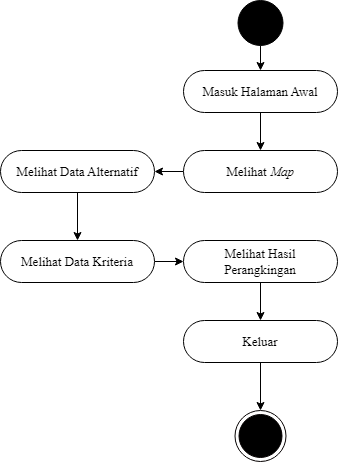 Masuk Halaman Awal
Melihat Map
Melihat Data Alternatif
Melihat Data Kriteria
Melihat Hasil
Perangkingan
Keluar